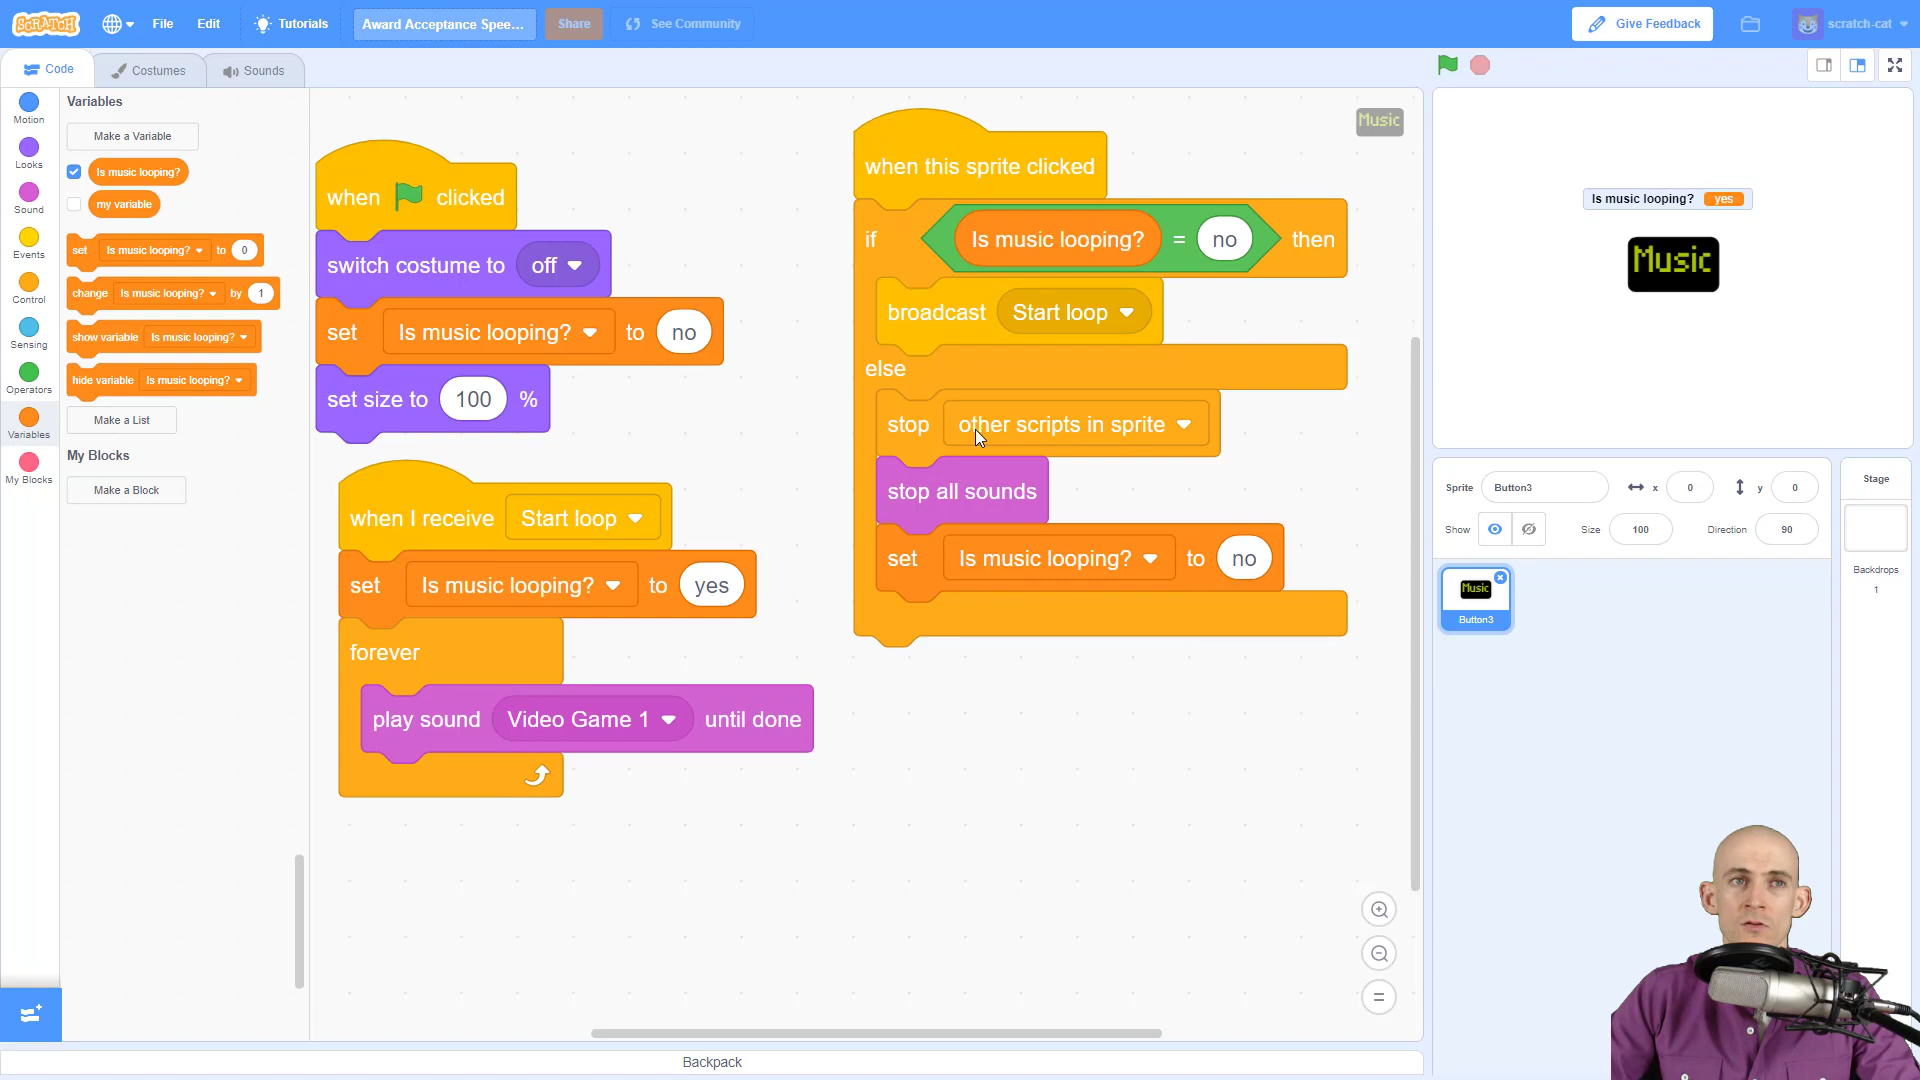 SCRATCH
File
Edit
Tutorials
Award Acceptance Spee...
Share
See Community
Give Feedback
scratch-cat
Code
Costumes
Sounds
Motion
Looks
Sound
Events
Control
Sensing
Operators
Variables
My Blocks
Variables
Make a Variable
Is music looping?
my variable
set Is music looping? to 0
change Is music looping? by 1
show variable Is music looping?
hide variable Is music looping?
Make a List
My Blocks
Make a Block
when clicked
switch costume to off
set Is music looping? to no
set size to 100 %
when I receive Start loop
set Is music looping? to yes
forever
play sound Video Game 1 until done
Music
when this sprite clicked
if Is music looping? = no then
broadcast Start loop
else
stop other scripts in sprite
stop all sounds
set Is music looping? to no
Is music looping? yes
Music
Sprite Button3 x 0 y 0
Show Size 100 Direction 90
Music
Button3
Stage
Backdrops
1
Backpack